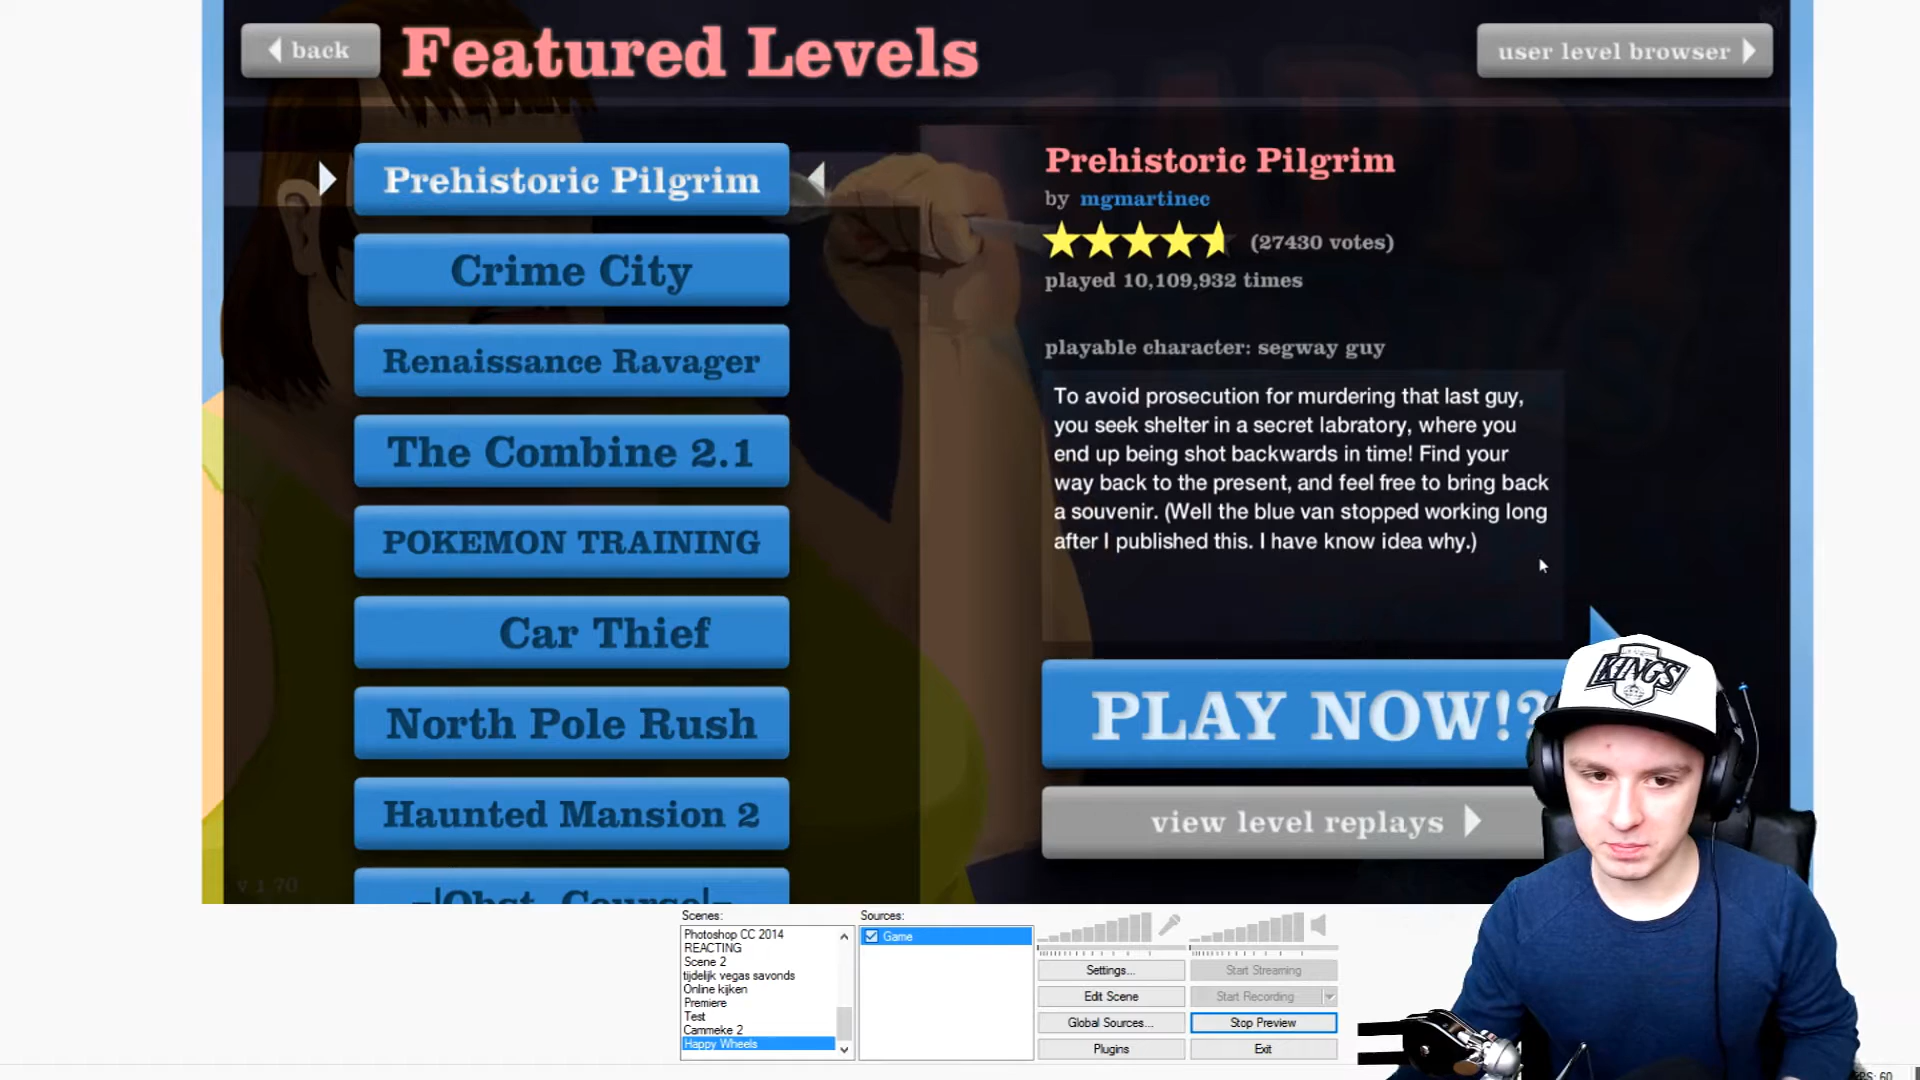 back
Featured Levels
user level browser
Prehistoric Pilgrim
Crime City
Renaissance Ravager
The Combine 2.1
POKEMON TRAINING
Car Thief
North Pole Rush
Haunted Mansion 2
-|Obst. Course|-
v 1.70
Prehistoric Pilgrim
by mgmartinec
(27430 votes)
played 10,109,932 times
playable character: segway guy
To avoid prosecution for murdering that last guy,
you seek shelter in a secret labratory, where you
end up being shot backwards in time! Find your
way back to the present, and feel free to bring back
a souvenir. (Well the blue van stopped working long
after I published this. I have know idea why.)
PLAY NOW!?
view level replays
KINGS
Scenes:
Photoshop CC 2014
REACTING
Scene 2
tijdelijk vegas savonds
Online kijken
Premiere
Test
Cammeke 2
Happy Wheels
Sources:
Game
Settings...
Edit Scene
Global Sources...
Plugins
Start Streaming
Start Recording
Stop Preview
Exit
FPS: 60